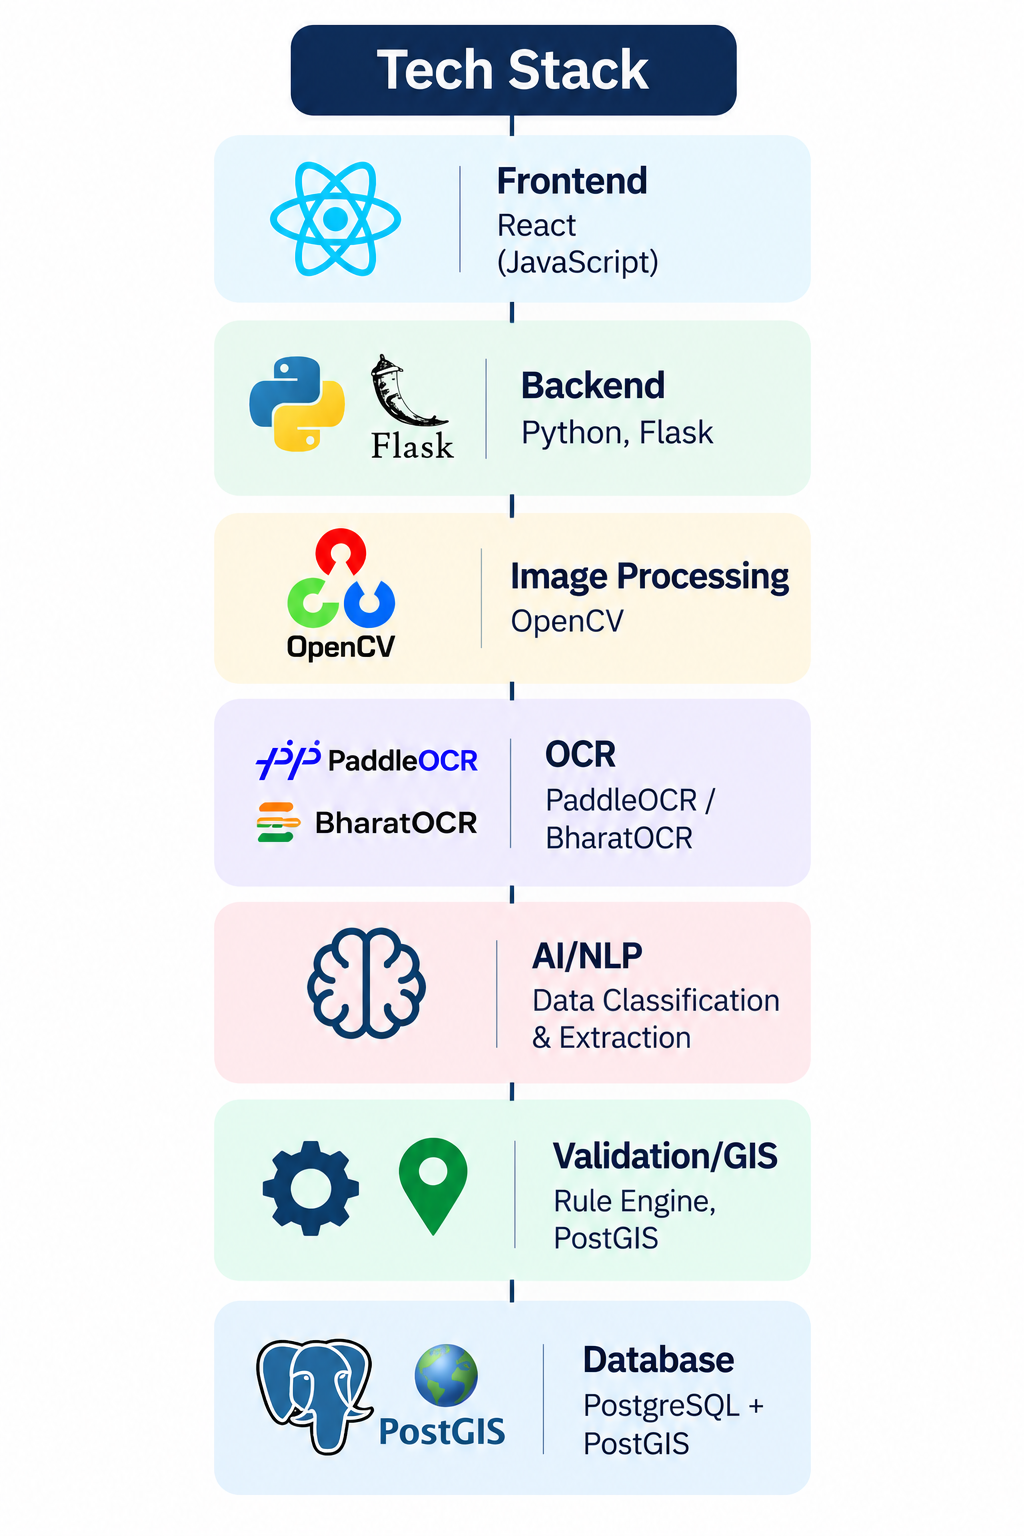 Tech Stack
Frontend
React
(JavaScript)
Flask
Backend
Python, Flask
OpenCV
Image Processing
OpenCV
PaddleOCR
BharatOCR
OCR
PaddleOCR /
BharatOCR
AI/NLP
Data Classification
& Extraction
Validation/GIS
Rule Engine,
PostGIS
PostGIS
Database
PostgreSQL +
PostGIS